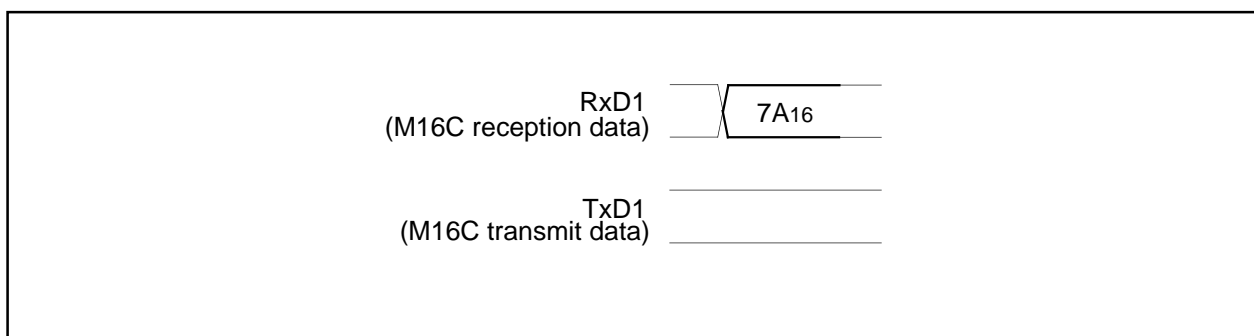 RxD1
(M16C reception data)
7A16
TxD1
(M16C transmit data)